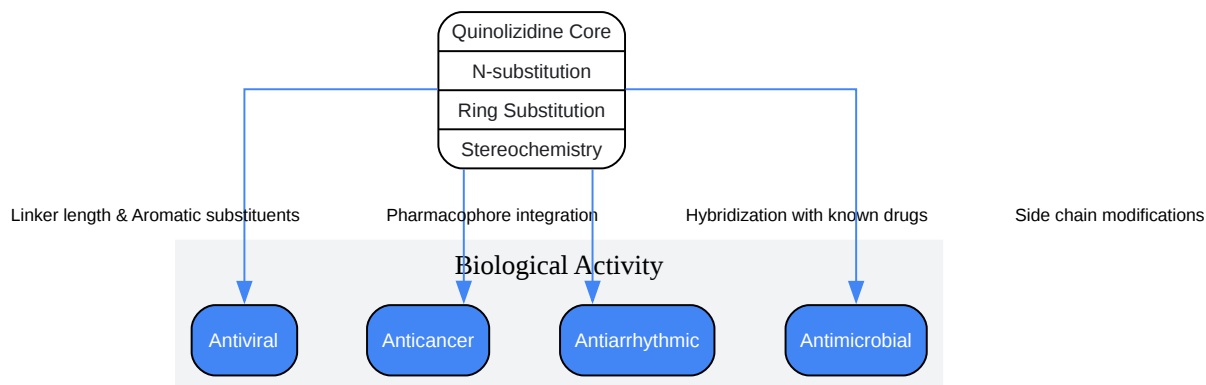 Quinolizidine Core
N-substitution
Ring Substitution
Stereochemistry
Linker length & Aromatic substituents
Pharmacophore integration
Hybridization with known drugs
Side chain modifications
Biological Activity
Antiviral
Anticancer
Antiarrhythmic
Antimicrobial